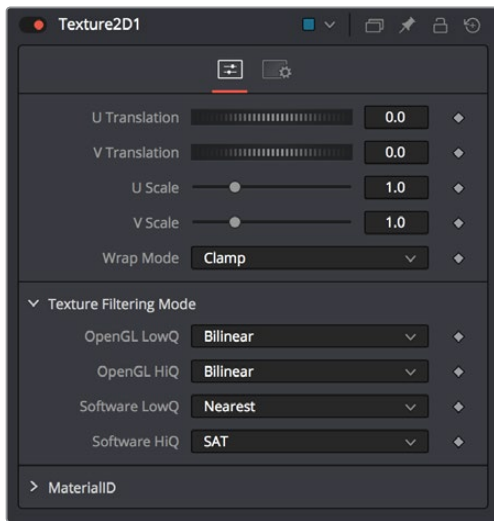 Texture2D1
U Translation 0.0
V Translation 0.0
U Scale 1.0
V Scale 1.0
Wrap Mode Clamp
Texture Filtering Mode
OpenGL LowQ Bilinear
OpenGL HiQ Bilinear
Software LowQ Nearest
Software HiQ SAT
MaterialID